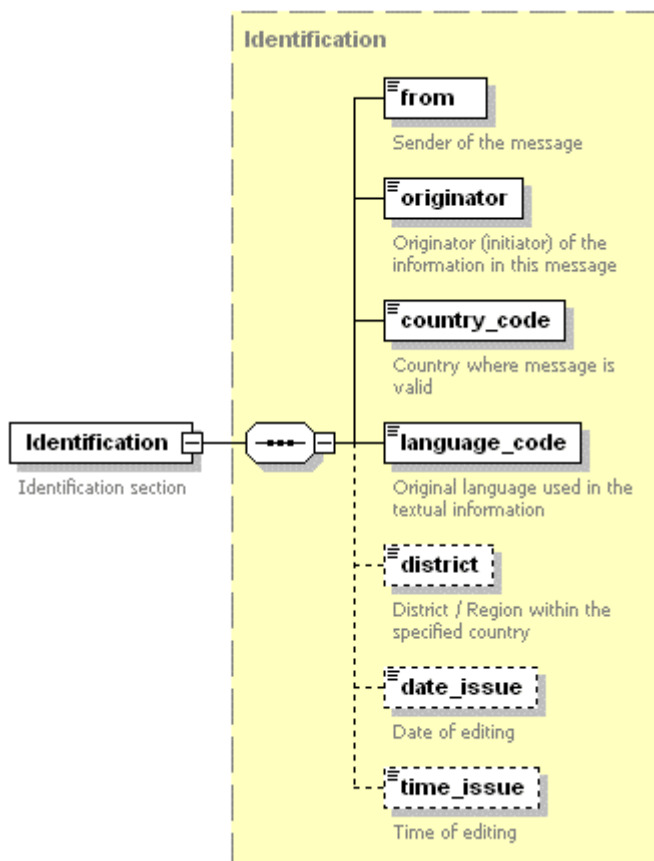 Identification
from
Sender of the message
originator
Originator (initiator) of the
information in this message
country_code
Country where message is
valid
Identification
Identification section
language_code
Original language used in the
textual information
district
District / Region within the
specified country
date_issue
Date of editing
time_issue
Time of editing